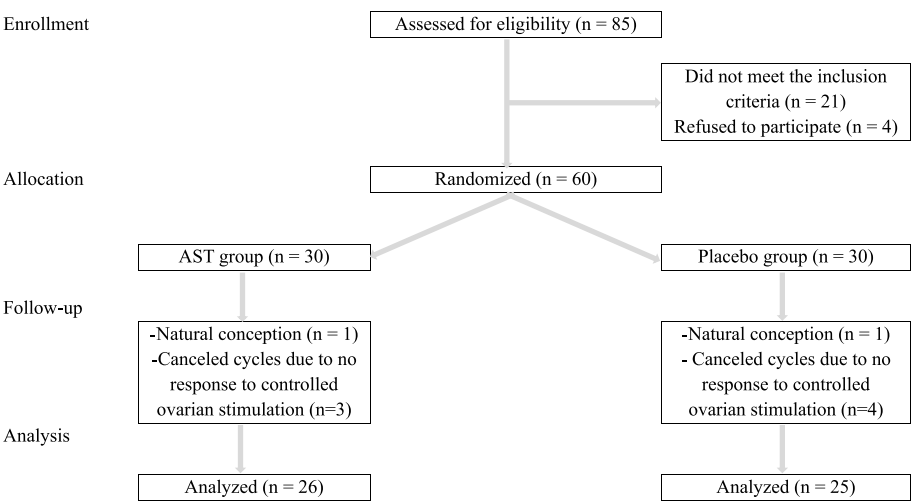 Enrollment
Assessed for eligibility (n = 85)
Did not meet the inclusion
criteria (n = 21)
Refused to participate (n = 4)
Allocation
Randomized (n = 60)
AST group (n = 30)
Placebo group (n = 30)
Follow-up
-Natural conception (n = 1)
-Canceled cycles due to no
response to controlled
ovarian stimulation (n=3)
-Natural conception (n = 1)
- Canceled cycles due to no
response to controlled
ovarian stimulation (n=4)
Analysis
Analyzed (n = 26)
Analyzed (n = 25)